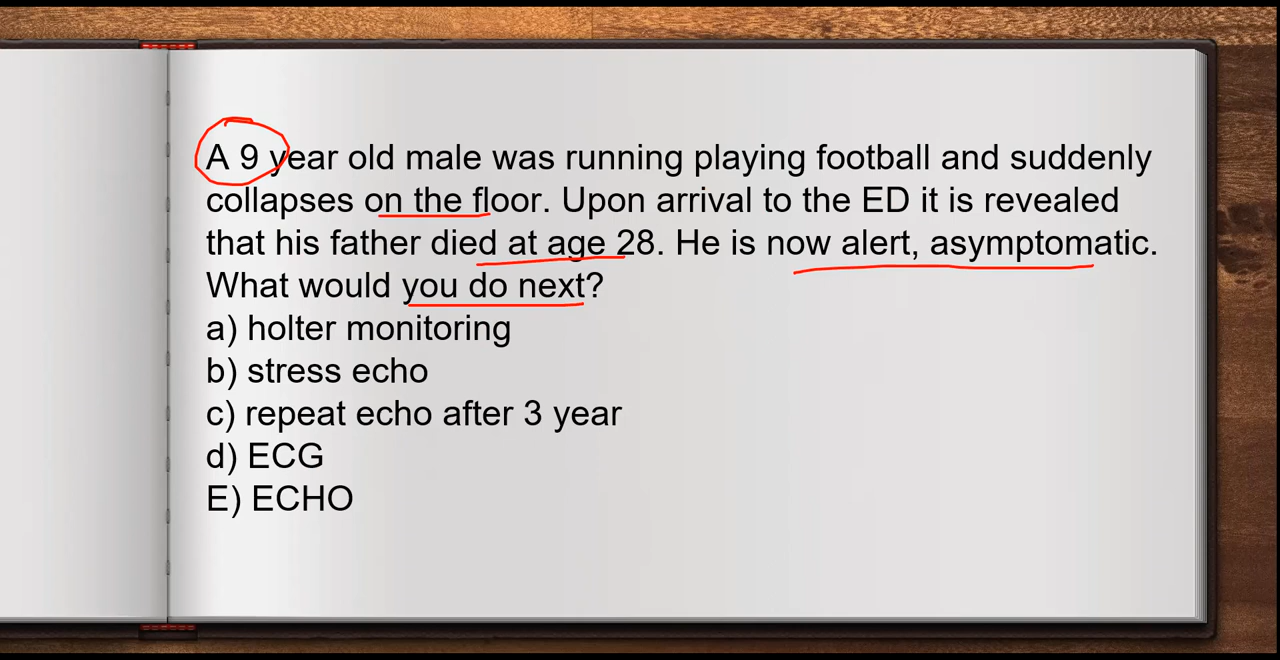 A 9 year old male was running playing football and suddenly
collapses on the floor. Upon arrival to the ED it is revealed
that his father died at age 28. He is now alert, asymptomatic.
What would you do next?
a) holter monitoring
b) stress echo
c) repeat echo after 3 year
d) ECG
E) ECHO